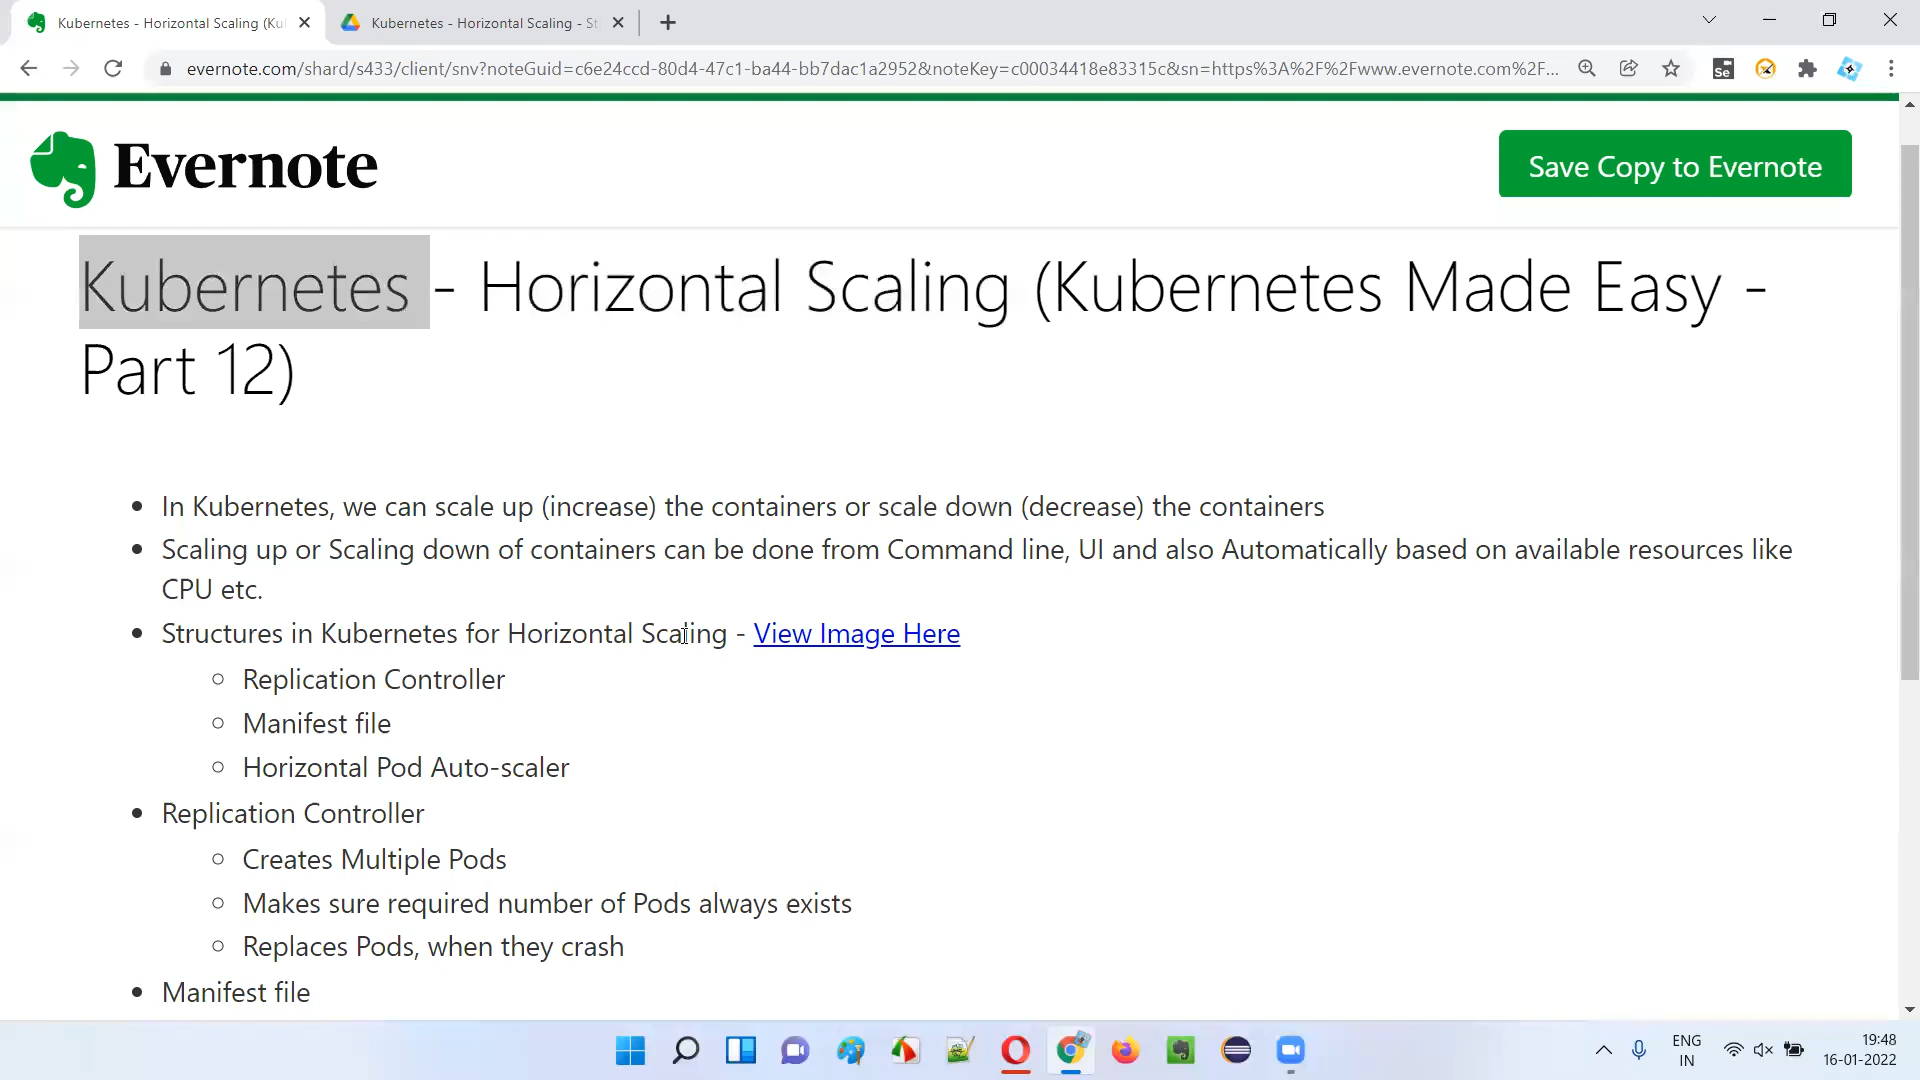 Kubernetes - Horizontal Scaling (Ku
Kubernetes - Horizontal Scaling - St
evernote.com/shard/s433/client/snv?noteGuid=c6e24ccd-80d4-47c1-ba44-bb7dac1a2952&noteKey=c00034418e83315c&sn=https%3A%2F%2Fwww.evernote.com%2F...
Se
Evernote
Save Copy to Evernote
Kubernetes - Horizontal Scaling (Kubernetes Made Easy -
Part 12)
In Kubernetes, we can scale up (increase) the containers or scale down (decrease) the containers
Scaling up or Scaling down of containers can be done from Command line, UI and also Automatically based on available resources like
CPU etc.
Structures in Kubernetes for Horizontal Scaling - View Image Here
Replication Controller
Manifest file
Horizontal Pod Auto-scaler
Replication Controller
Creates Multiple Pods
Makes sure required number of Pods always exists
Replaces Pods, when they crash
Manifest file
ENG
IN
19:48
16-01-2022